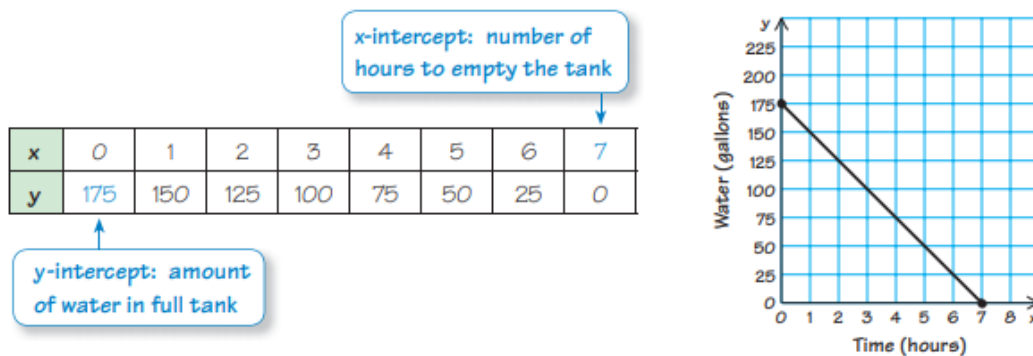 x-intercept: number of
hours to empty the tank
x 0 1 2 3 4 5 6 7
y 175 150 125 100 75 50 25 0
y-intercept: amount
of water in full tank
y
225
200
175
150
125
100
75
50
25
0
0 1 2 3 4 5 6 7 8 x
Water (gallons)
Time (hours)